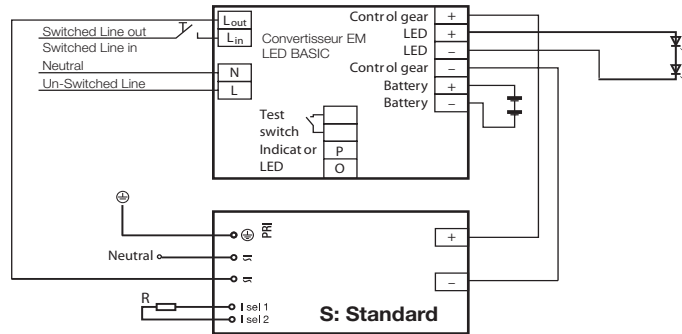 Switched Line out
Switched Line in
Neutral
Un-Switched Line
Lout
Lin
N
L
Convertisseur EM
LED BASIC
Test
switch
Indicator
LED
P
O
Control gear +
LED +
LED –
Control gear –
Battery +
Battery –
PRI
Neutral
R
I sel 1
I sel 2
S: Standard
+
–